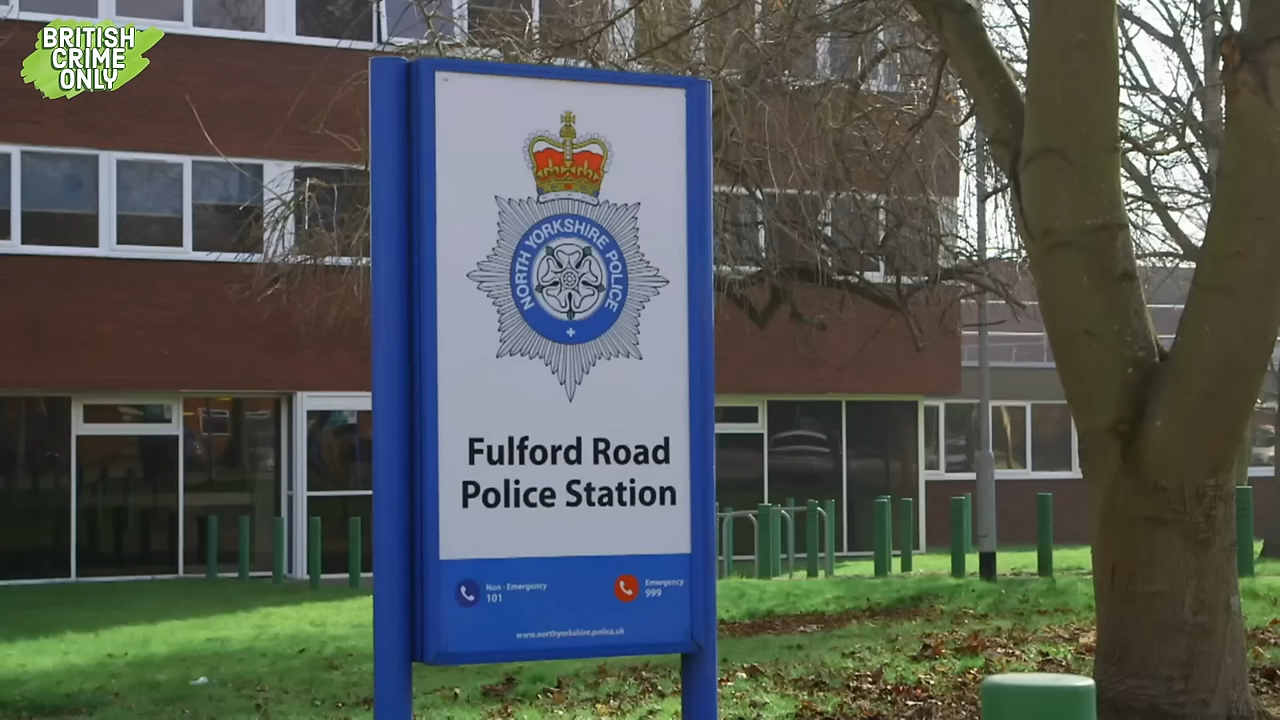 BRITISH
CRIME
ONLY
NORTH YORKSHIRE POLICE
Fulford Road
Police Station
Non - Emergency
101
Emergency
999
www.northyorkshire.police.uk